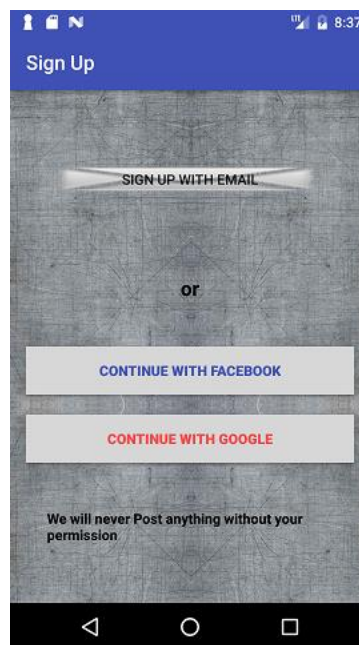 LTE 8:37
Sign Up
SIGN UP WITH EMAIL
or
CONTINUE WITH FACEBOOK
CONTINUE WITH GOOGLE
We will never Post anything without your
permission